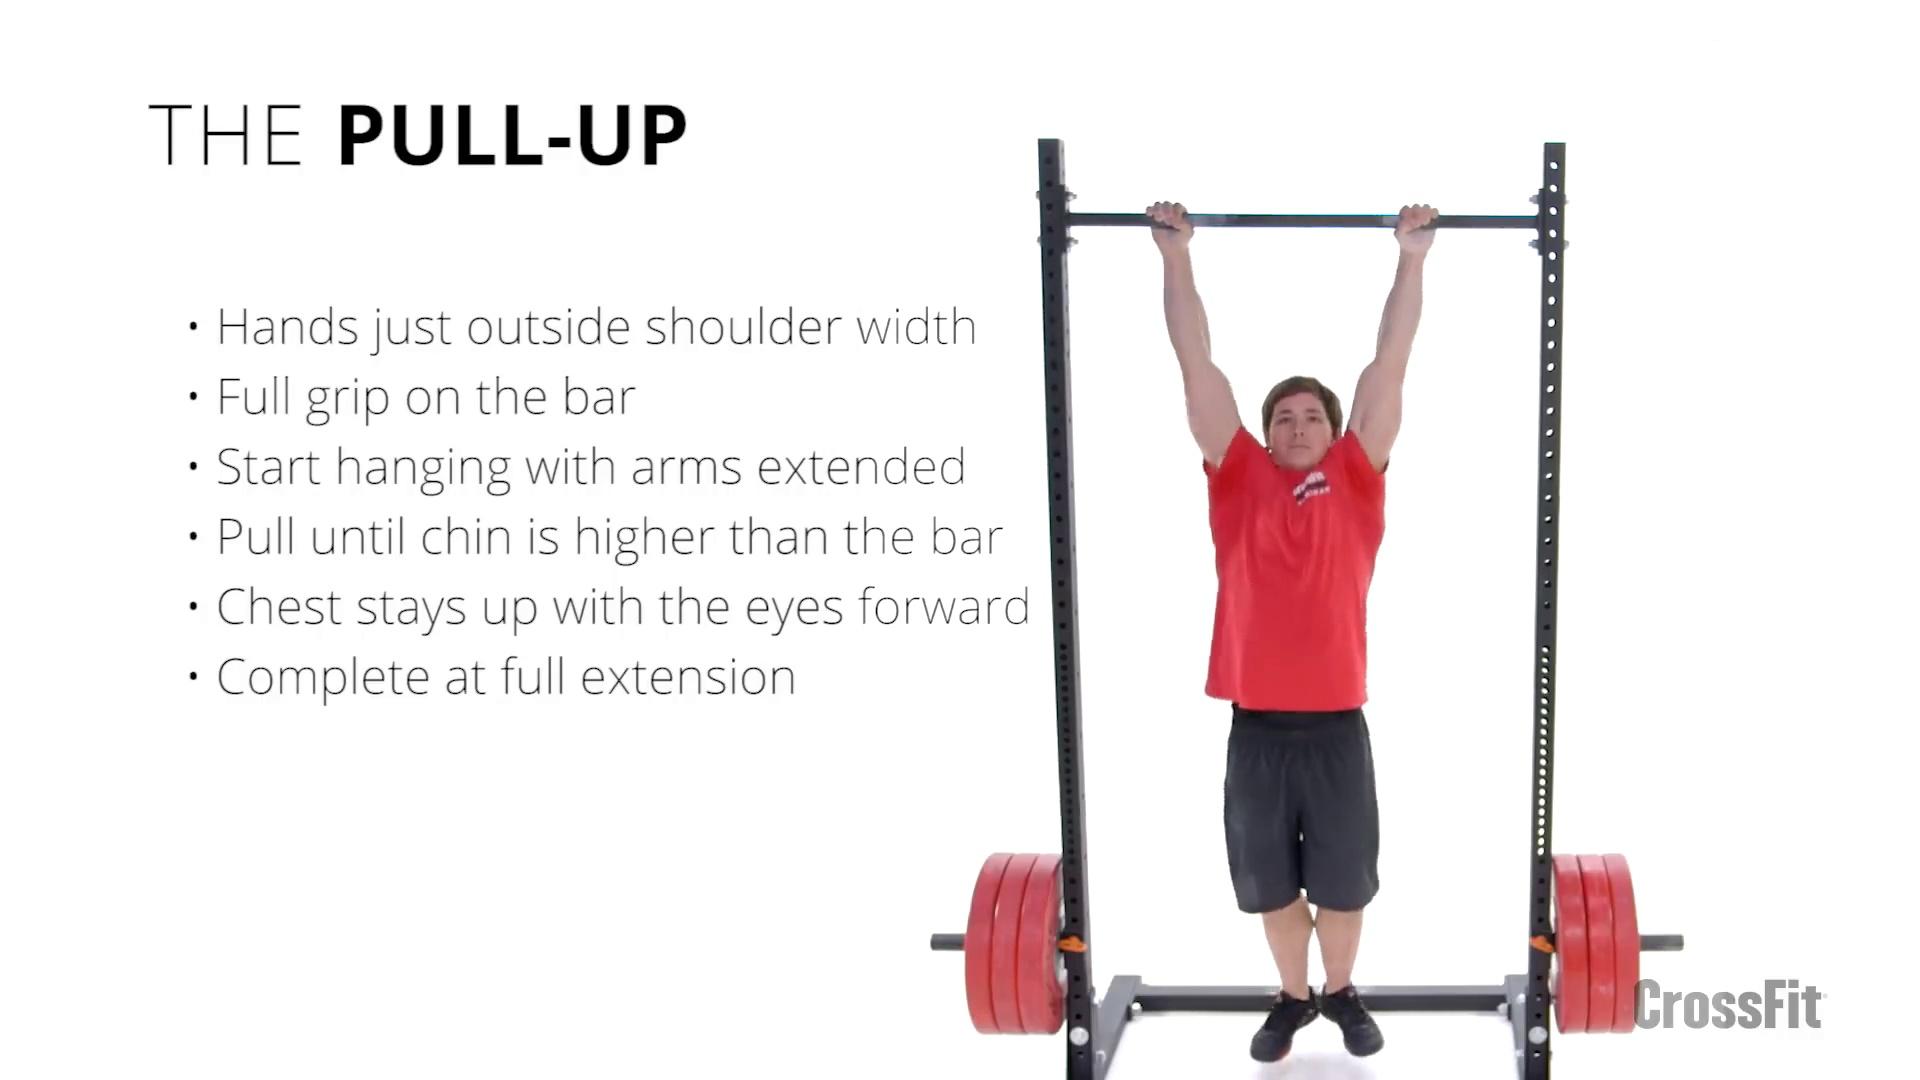 THE PULL-UP
• Hands just outside shoulder width
• Full grip on the bar
• Start hanging with arms extended
• Pull until chin is higher than the bar
• Chest stays up with the eyes forward
• Complete at full extension
CrossFit